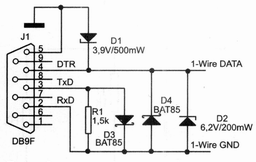 J1
D1
3,9V/500mW
5
9
4
DTR
8
3
TxD
7
2
RxD
6
1
DB9F
1-Wire DATA
D4
BAT85
D2
6,2V/200mW
R1
1,5k
D3
BAT85
1-Wire GND